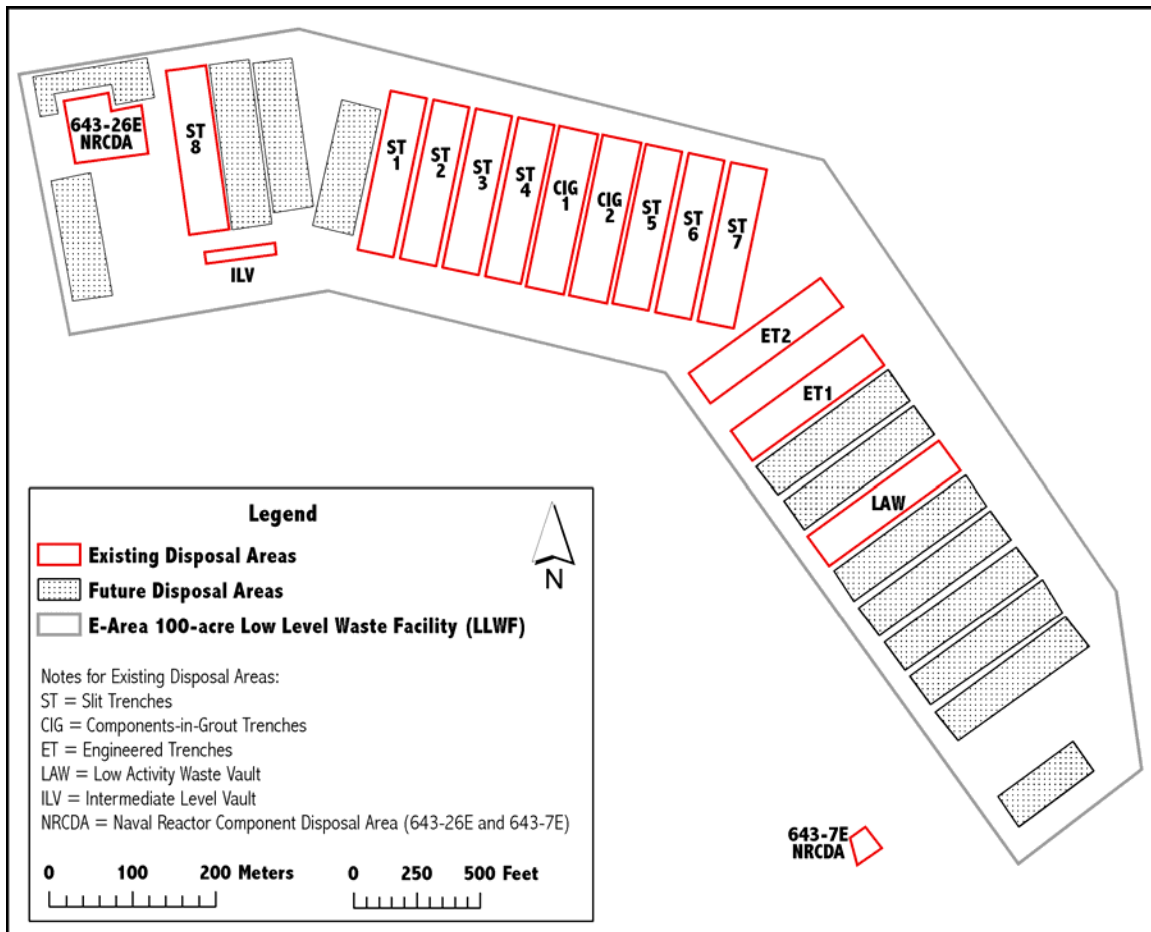 643-26E
NRCDA
ST
8
ILV
ST
1
ST
2
ST
3
ST
4
CIG
1
CIG
2
ST
5
ST
6
ST
7
ET2
ET1
LAW
643-7E
NRCDA
Legend
Existing Disposal Areas
Future Disposal Areas
E-Area 100-acre Low Level Waste Facility (LLWF)
N
Notes for Existing Disposal Areas:
ST = Slit Trenches
CIG = Components-in-Grout Trenches
ET = Engineered Trenches
LAW = Low Activity Waste Vault
ILV = Intermediate Level Vault
NRCDA = Naval Reactor Component Disposal Area (643-26E and 643-7E)
0 100 200 Meters
0 250 500 Feet